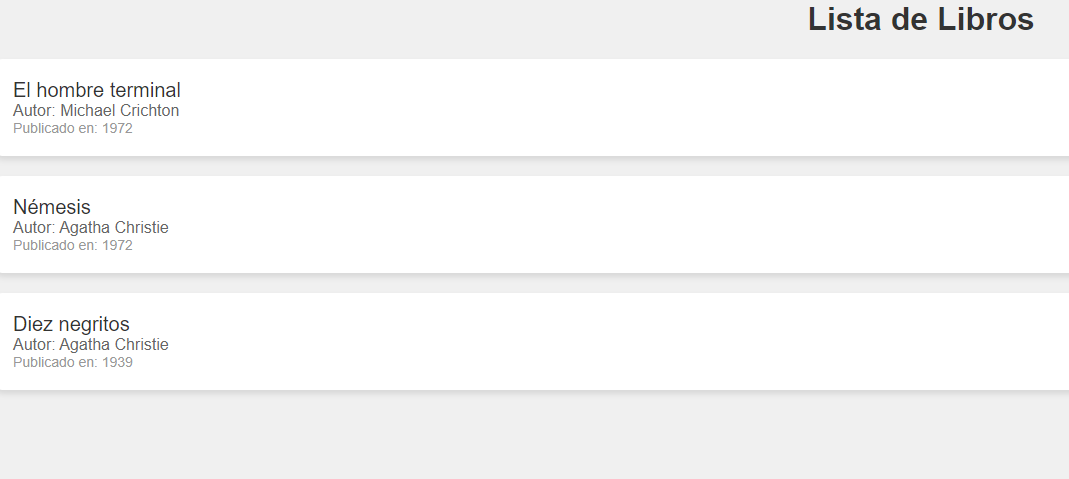 Lista de Libros
El hombre terminal
Autor: Michael Crichton
Publicado en: 1972
Némesis
Autor: Agatha Christie
Publicado en: 1972
Diez negritos
Autor: Agatha Christie
Publicado en: 1939